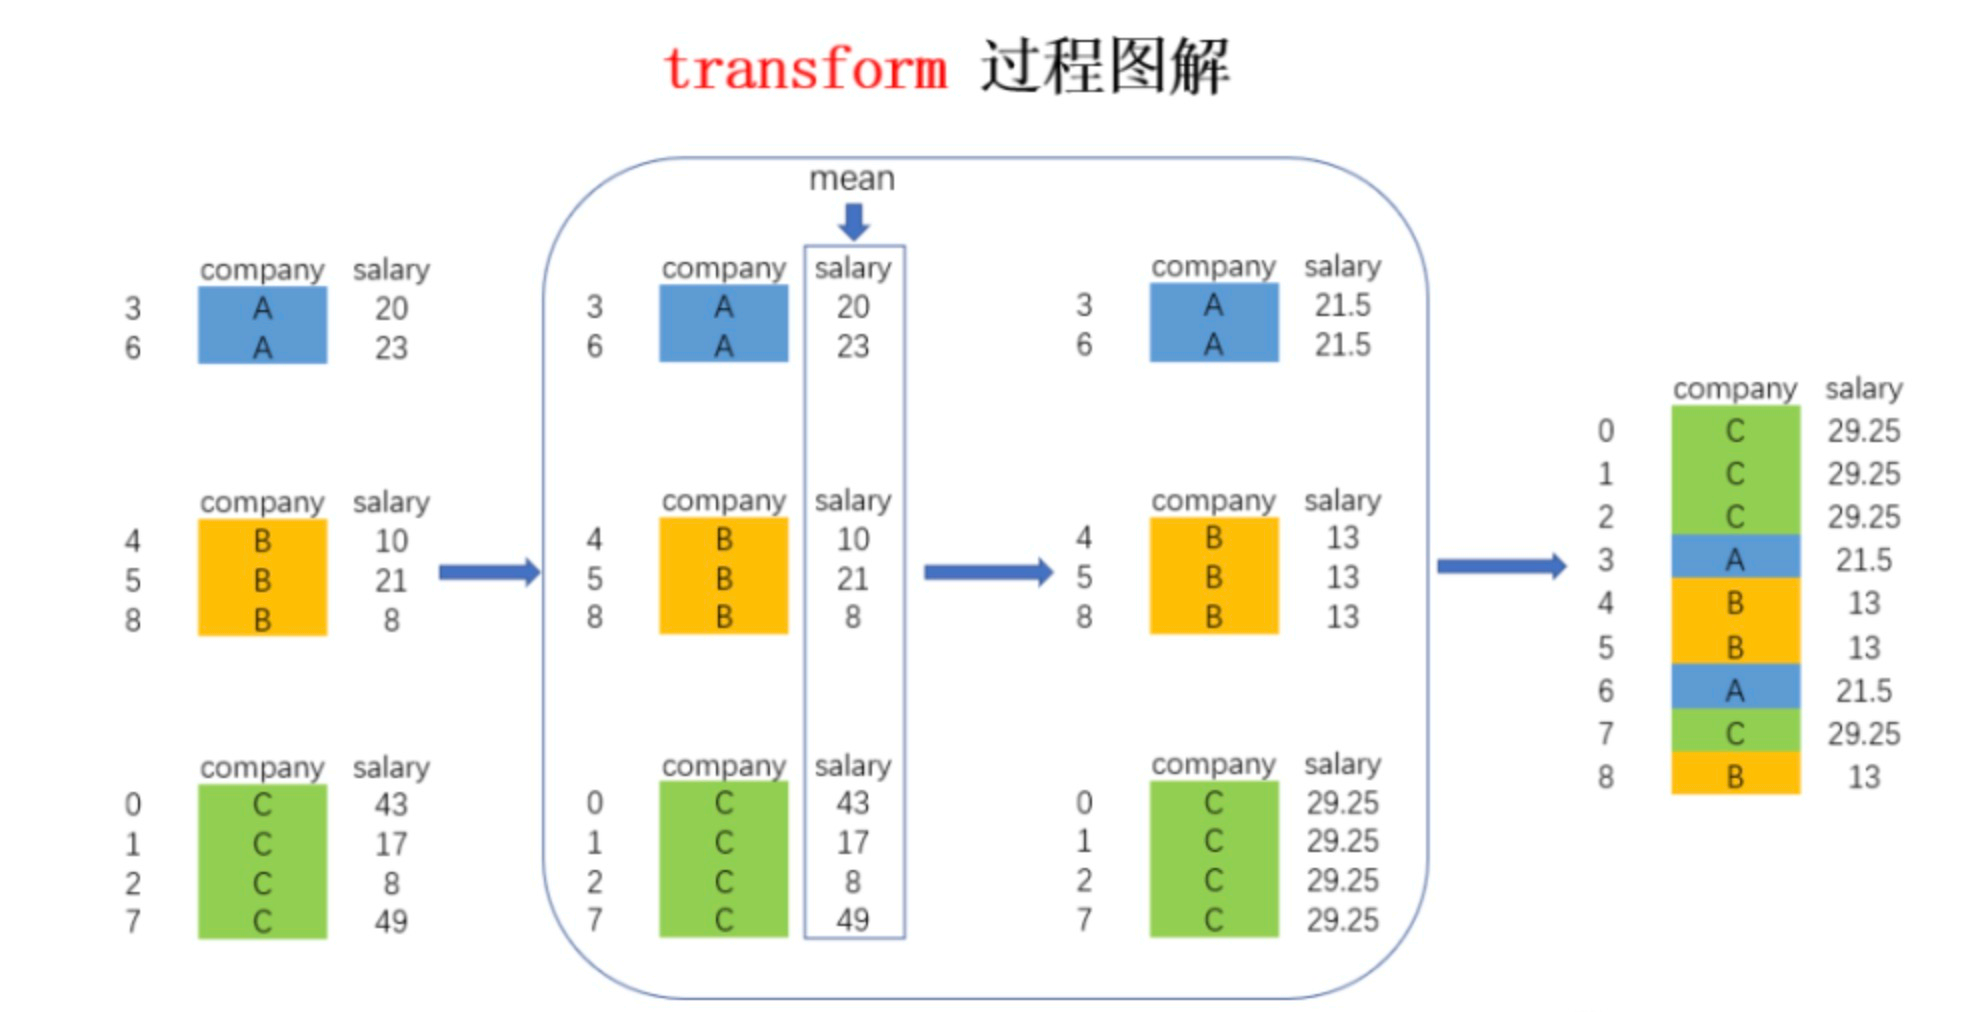 transform 过程图解
mean
company salary
3 A 20
6 A 23
company salary
4 B 10
5 B 21
8 B 8
company salary
0 C 43
1 C 17
2 C 8
7 C 49
company salary
3 A 20
6 A 23
company salary
4 B 10
5 B 21
8 B 8
company salary
0 C 43
1 C 17
2 C 8
7 C 49
company salary
3 A 21.5
6 A 21.5
company salary
4 B 13
5 B 13
8 B 13
company salary
0 C 29.25
1 C 29.25
2 C 29.25
7 C 29.25
company salary
0 C 29.25
1 C 29.25
2 C 29.25
3 A 21.5
4 B 13
5 B 13
6 A 21.5
7 C 29.25
8 B 13